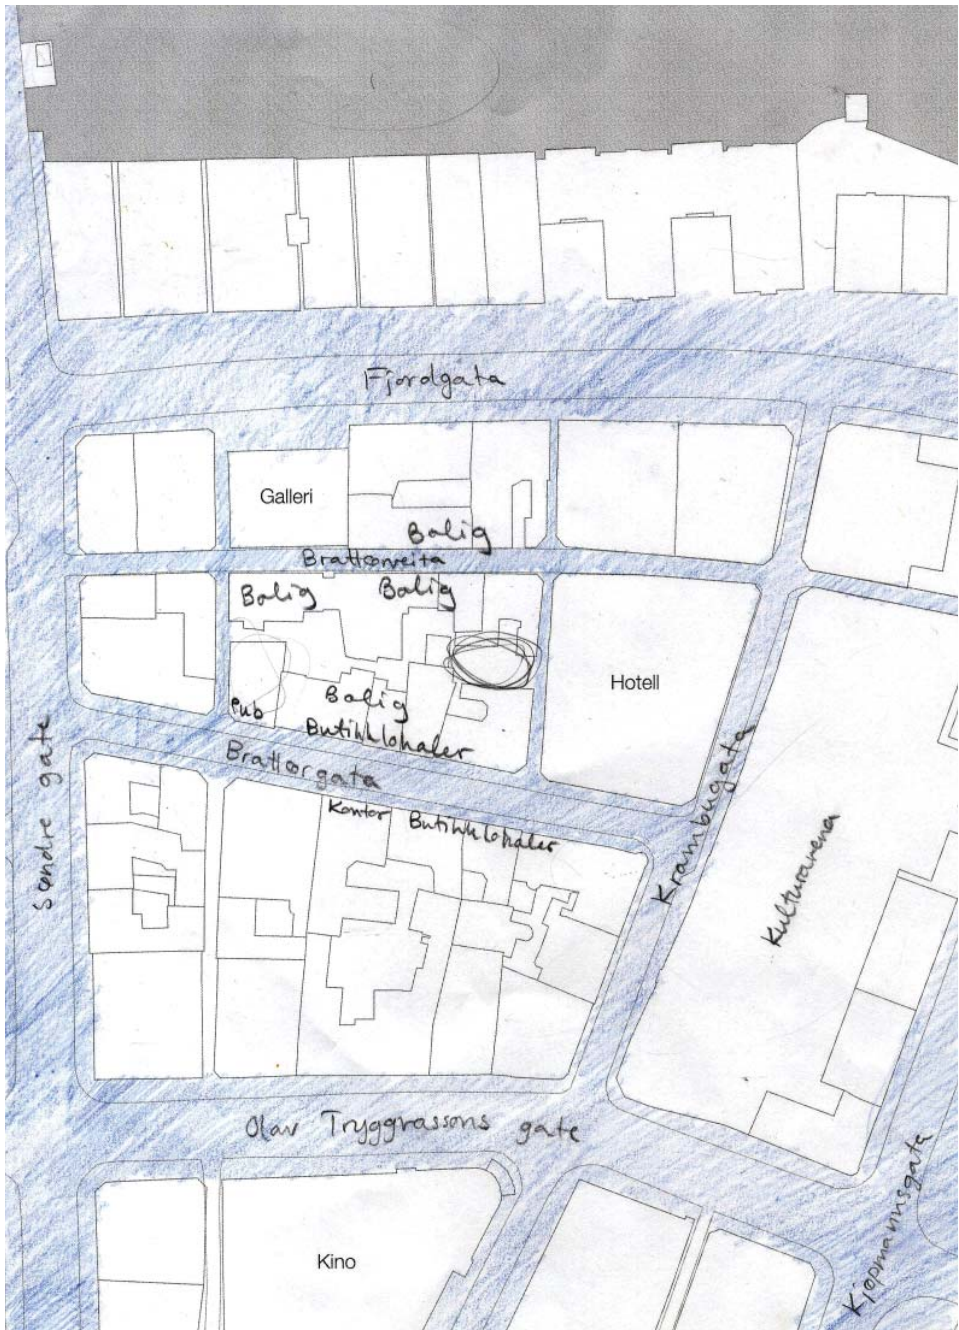 Fjordgata
Galleri
Bolig
Brattørveita
Bolig
Bolig
Hotell
Bolig
Pub
Butikklokaler
Brattørgata
Søndre gate
Kontor
Butikklokaler
Krambugata
Kulturarena
Olav Tryggvassons gate
Kino
Kjøpmannsgata